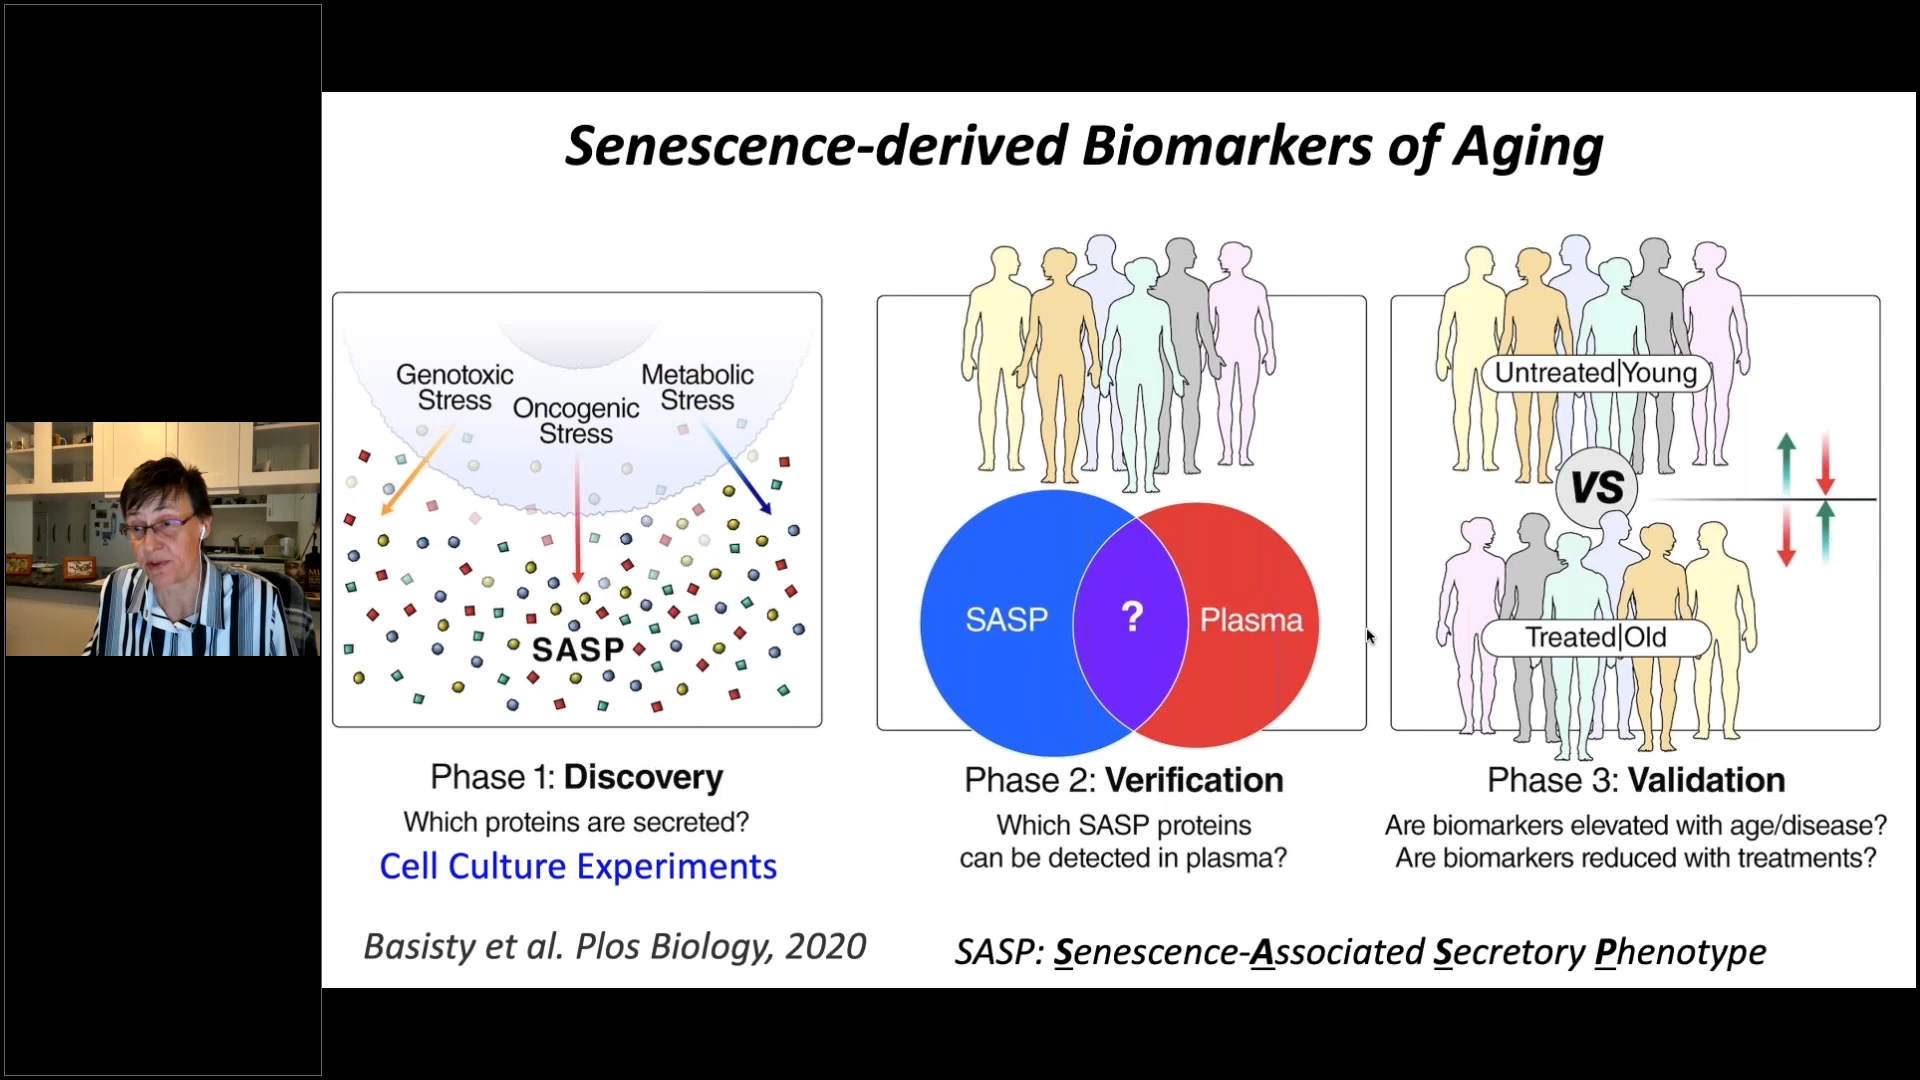 Senescence-derived Biomarkers of Aging
Genotoxic
Stress
Oncogenic
Stress
Metabolic
Stress
SASP
Phase 1: Discovery
Which proteins are secreted?
Cell Culture Experiments
SASP
?
Plasma
Phase 2: Verification
Which SASP proteins
can be detected in plasma?
Untreated|Young
VS
Treated|Old
Phase 3: Validation
Are biomarkers elevated with age/disease?
Are biomarkers reduced with treatments?
Basisty et al. Plos Biology, 2020
SASP: Senescence-Associated Secretory Phenotype